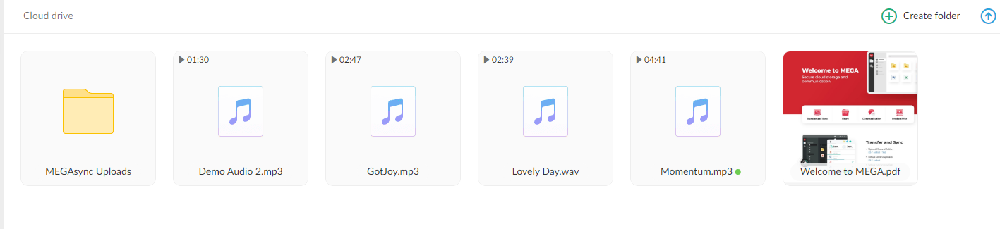 Cloud drive
Create folder
01:30
02:47
02:39
04:41
Welcome to MEGA
Secure cloud storage and
communication.
Transfer and Sync
Share
Communication
Productivity
Transfer and Sync
MEGAsync Uploads
Demo Audio 2.mp3
GotJoy.mp3
Lovely Day.wav
Momentum.mp3
Welcome to MEGA.pdf